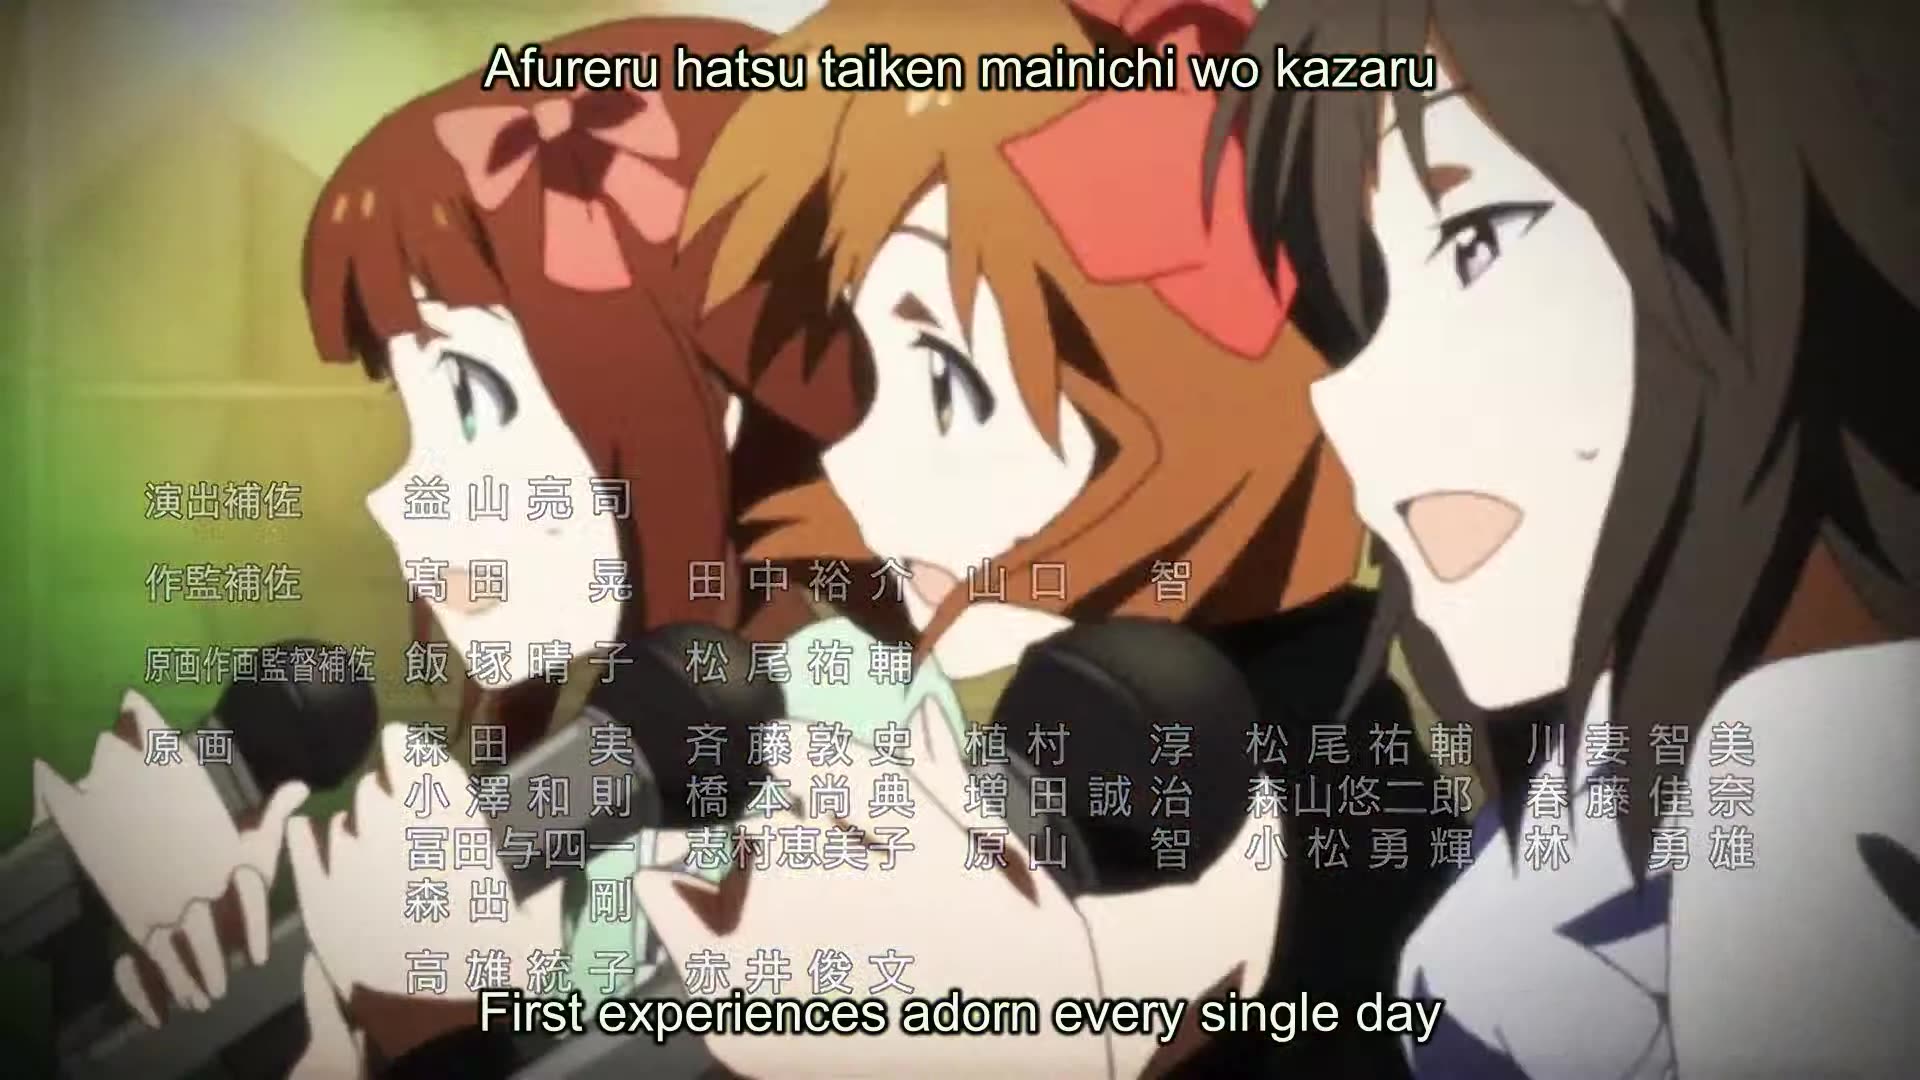 Afureru hatsu taiken mainichi wo kazaru
演出補佐 益山亮司
作監補佐 髙田 晃 田中裕介 山口 智
原画作画監督補佐 飯塚晴子 松尾祐輔
原画 森田 実 斉藤敦史 植村 淳 松尾祐輔 川妻智美
小澤和則 橋本尚典 増田誠治 森山悠二郎 春藤佳奈
冨田与四一 志村恵美子 原山 智 小松勇輝 林 勇雄
森出 剛
高雄統子 赤井俊文
First experiences adorn every single day